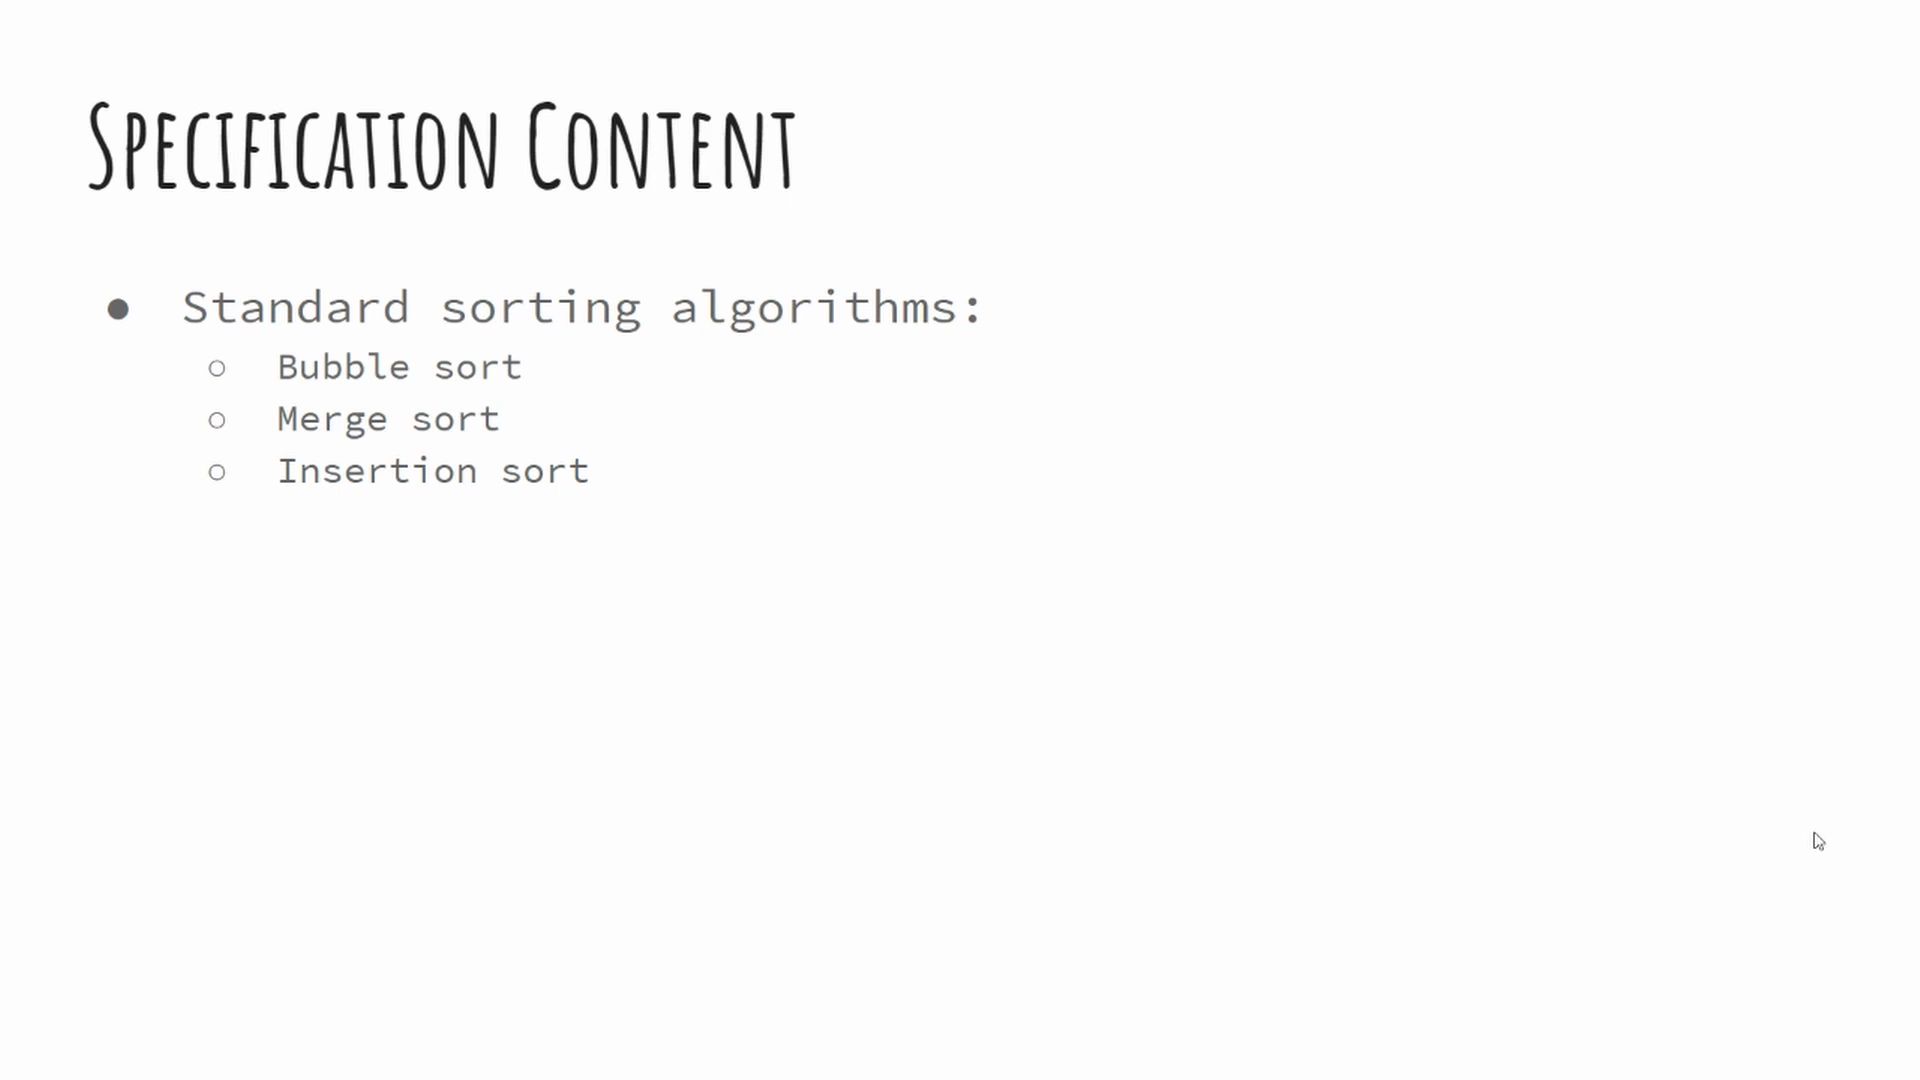 Specification Content
● Standard sorting algorithms:
○ Bubble sort
○ Merge sort
○ Insertion sort